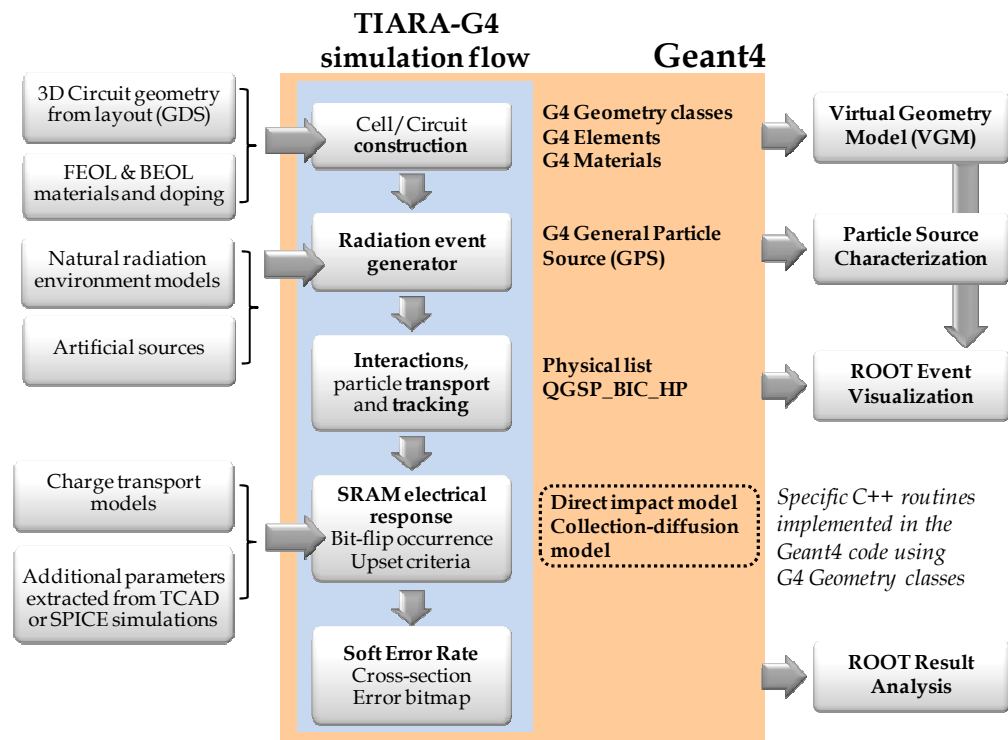 TIARA-G4
simulation flow
Geant4
3D Circuit geometry
from layout (GDS)
FEOL & BEOL
materials and doping
Cell/Circuit
construction
G4 Geometry classes
G4 Elements
G4 Materials
Virtual Geometry
Model (VGM)
Natural radiation
environment models
Artificial sources
Radiation event
generator
G4 General Particle
Source (GPS)
Particle Source
Characterization
Interactions,
particle transport
and tracking
Physical list
QGSP_BIC_HP
ROOT Event
Visualization
Charge transport
models
Additional parameters
extracted from TCAD
or SPICE simulations
SRAM electrical
response
Bit-flip occurrence
Upset criteria
Direct impact model
Collection-diffusion
model
Specific C++ routines
implemented in the
Geant4 code using
G4 Geometry classes
Soft Error Rate
Cross-section
Error bitmap
ROOT Result
Analysis